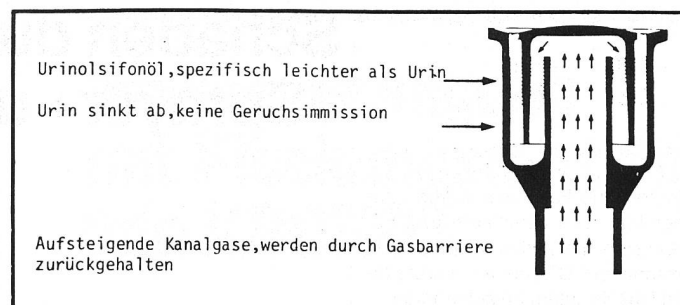 Urinolsifonöl,spezifisch leichter als Urin
Urin sinkt ab,keine Geruchsimmission
Aufsteigende Kanalgase,werden durch Gasbarriere
zurückgehalten